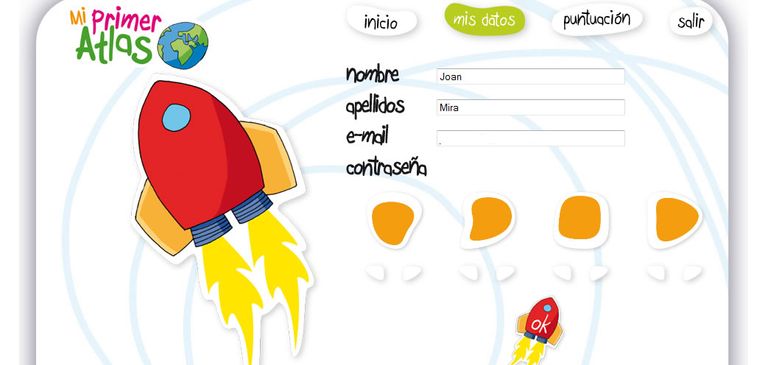 Mi
Primer
Atlas
inicio
mis datos
puntuación
salir
nombre
Joan
apellidos
Mira
e-mail
contraseña
ok